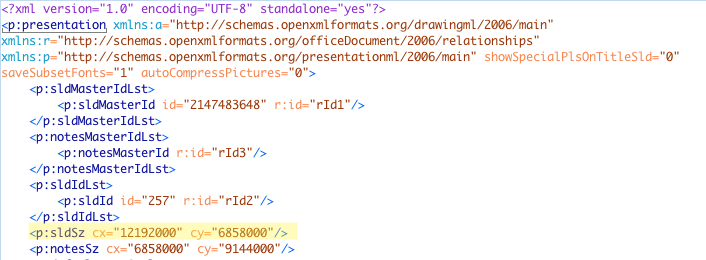 <?xml version="1.0" encoding="UTF-8" standalone="yes"?>
<p:presentation xmlns:a="http://schemas.openxmlformats.org/drawingml/2006/main"
xmlns:r="http://schemas.openxmlformats.org/officeDocument/2006/relationships"
xmlns:p="http://schemas.openxmlformats.org/presentationml/2006/main" showSpecialPlsOnTitleSld="0"
saveSubsetFonts="1" autoCompressPictures="0">
<p:sldMasterIdLst>
<p:sldMasterId id="2147483648" r:id="rId1"/>
</p:sldMasterIdLst>
<p:notesMasterIdLst>
<p:notesMasterId r:id="rId3"/>
</p:notesMasterIdLst>
<p:sldIdLst>
<p:sldId id="257" r:id="rId2"/>
</p:sldIdLst>
<p:sldSz cx="12192000" cy="6858000"/>
<p:notesSz cx="6858000" cy="9144000"/>